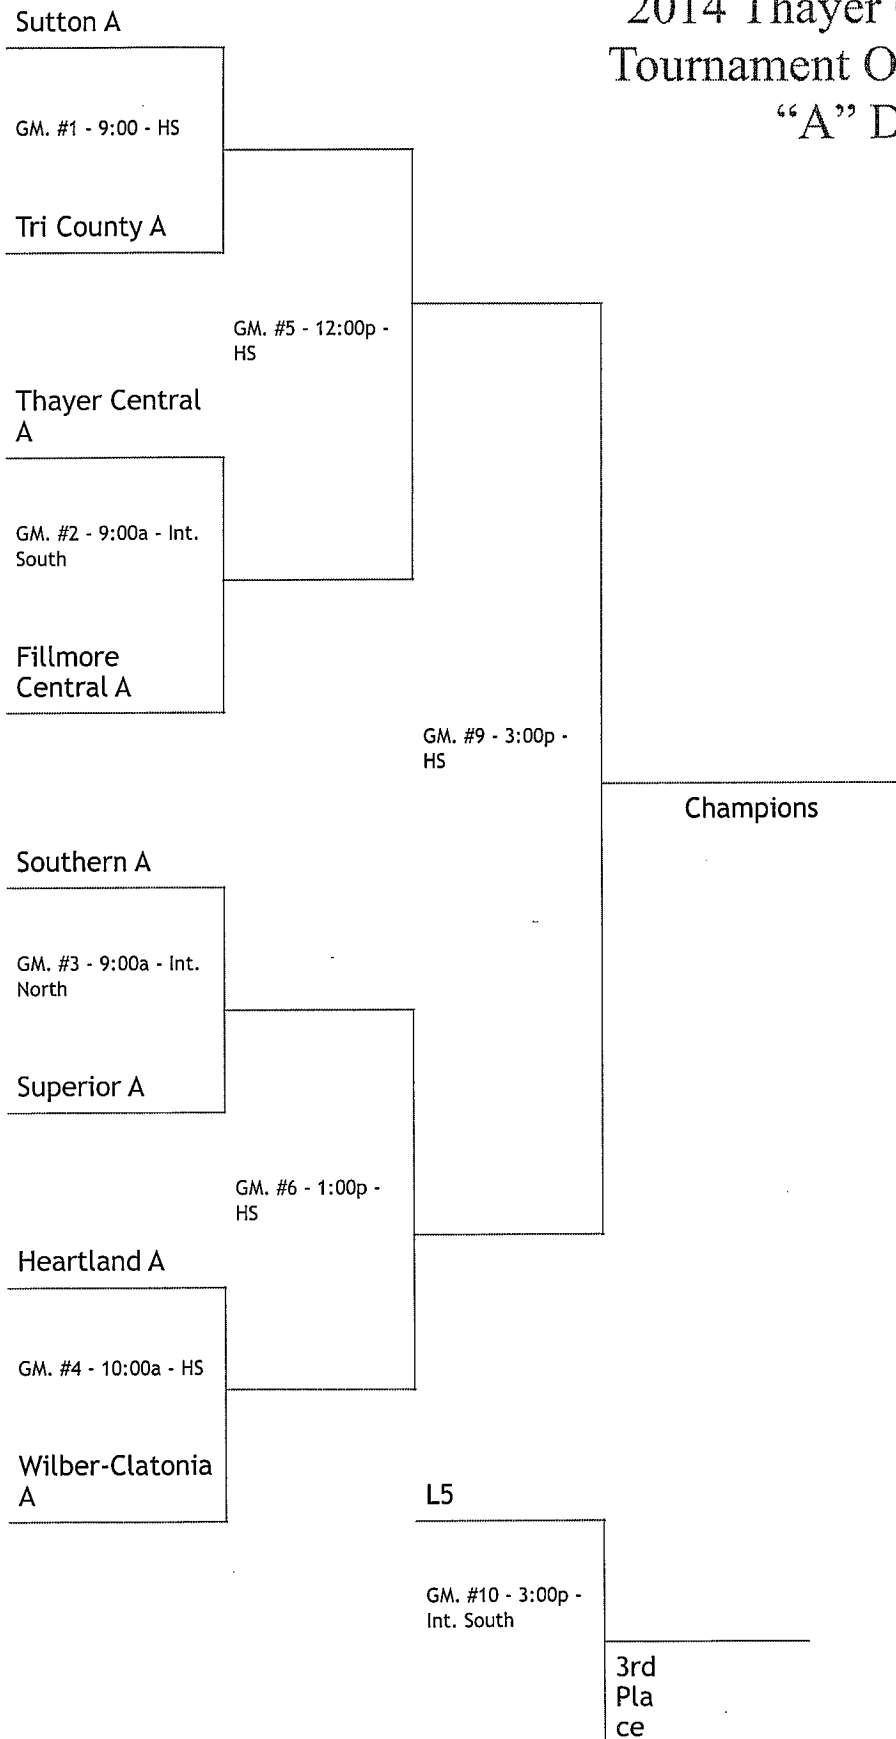 Sutton A
2014 Thayer
Tournament O
"A" D
GM. #1 - 9:00 - HS
Tri County A
GM. #5 - 12:00p -
HS
Thayer Central
A
GM. #2 - 9:00a - Int.
South
Fillmore
Central A
GM. #9 - 3:00p -
HS
Champions
Southern A
GM. #3 - 9:00a - Int.
North
Superior A
GM. #6 - 1:00p -
HS
Heartland A
GM. #4 - 10:00a - HS
Wilber-Clatonia
A
L5
GM. #10 - 3:00p -
Int. South
3rd
Pla
ce